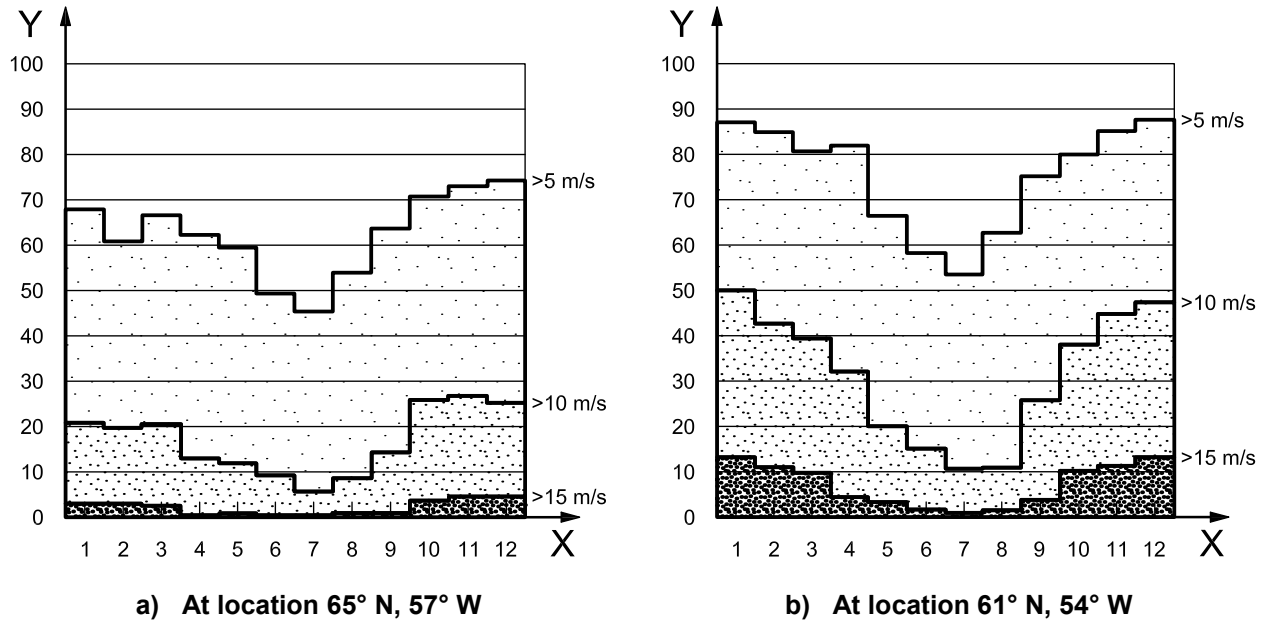 Y
100
90
80
70
60
50
40
30
20
10
0
>5 m/s
>10 m/s
>15 m/s
1 2 3 4 5 6 7 8 9 10 11 12
X
a) At location 65° N, 57° W
Y
100
90
80
70
60
50
40
30
20
10
0
>5 m/s
>10 m/s
>15 m/s
1 2 3 4 5 6 7 8 9 10 11 12
X
b) At location 61° N, 54° W